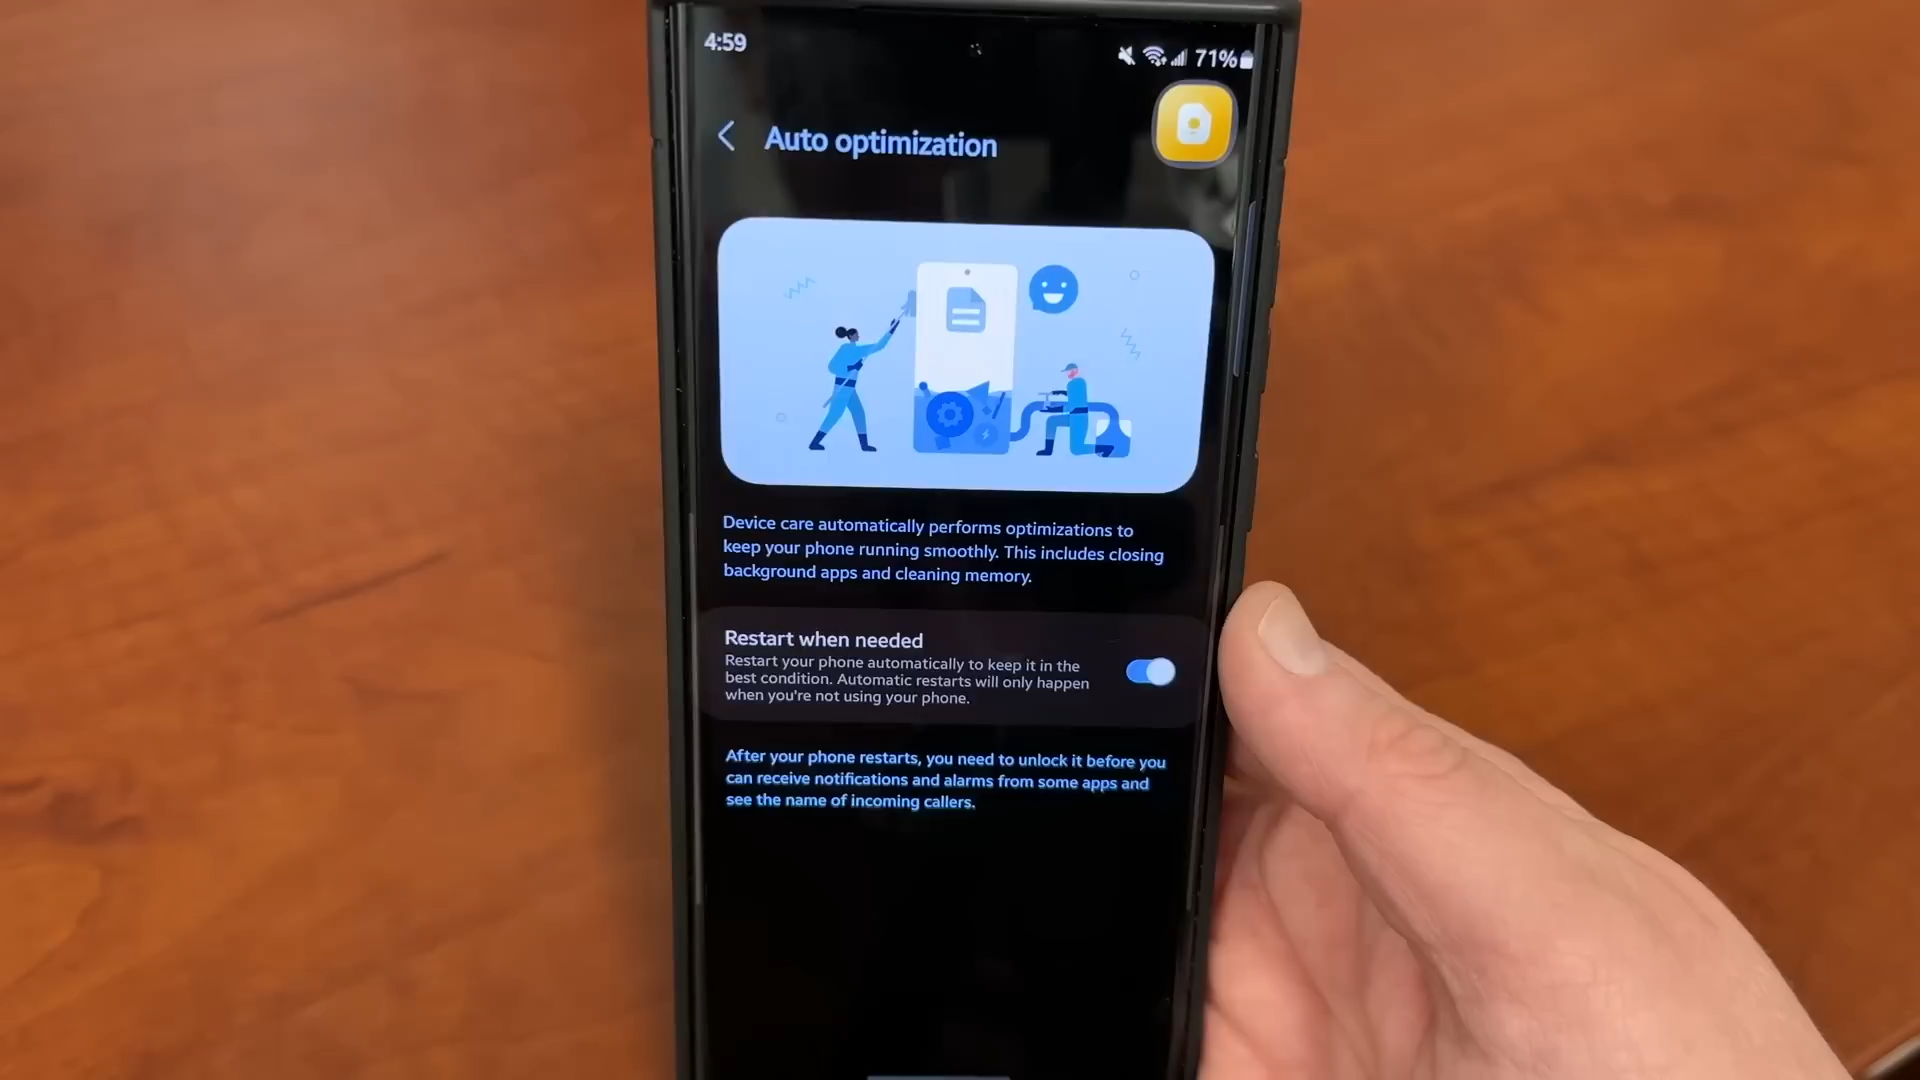 4:59
71%
Auto optimization
Device care automatically performs optimizations to
keep your phone running smoothly. This includes closing
background apps and cleaning memory.
Restart when needed
Restart your phone automatically to keep it in the
best condition. Automatic restarts will only happen
when you're not using your phone.
After your phone restarts, you need to unlock it before you
can receive notifications and alarms from some apps and
see the name of incoming callers.